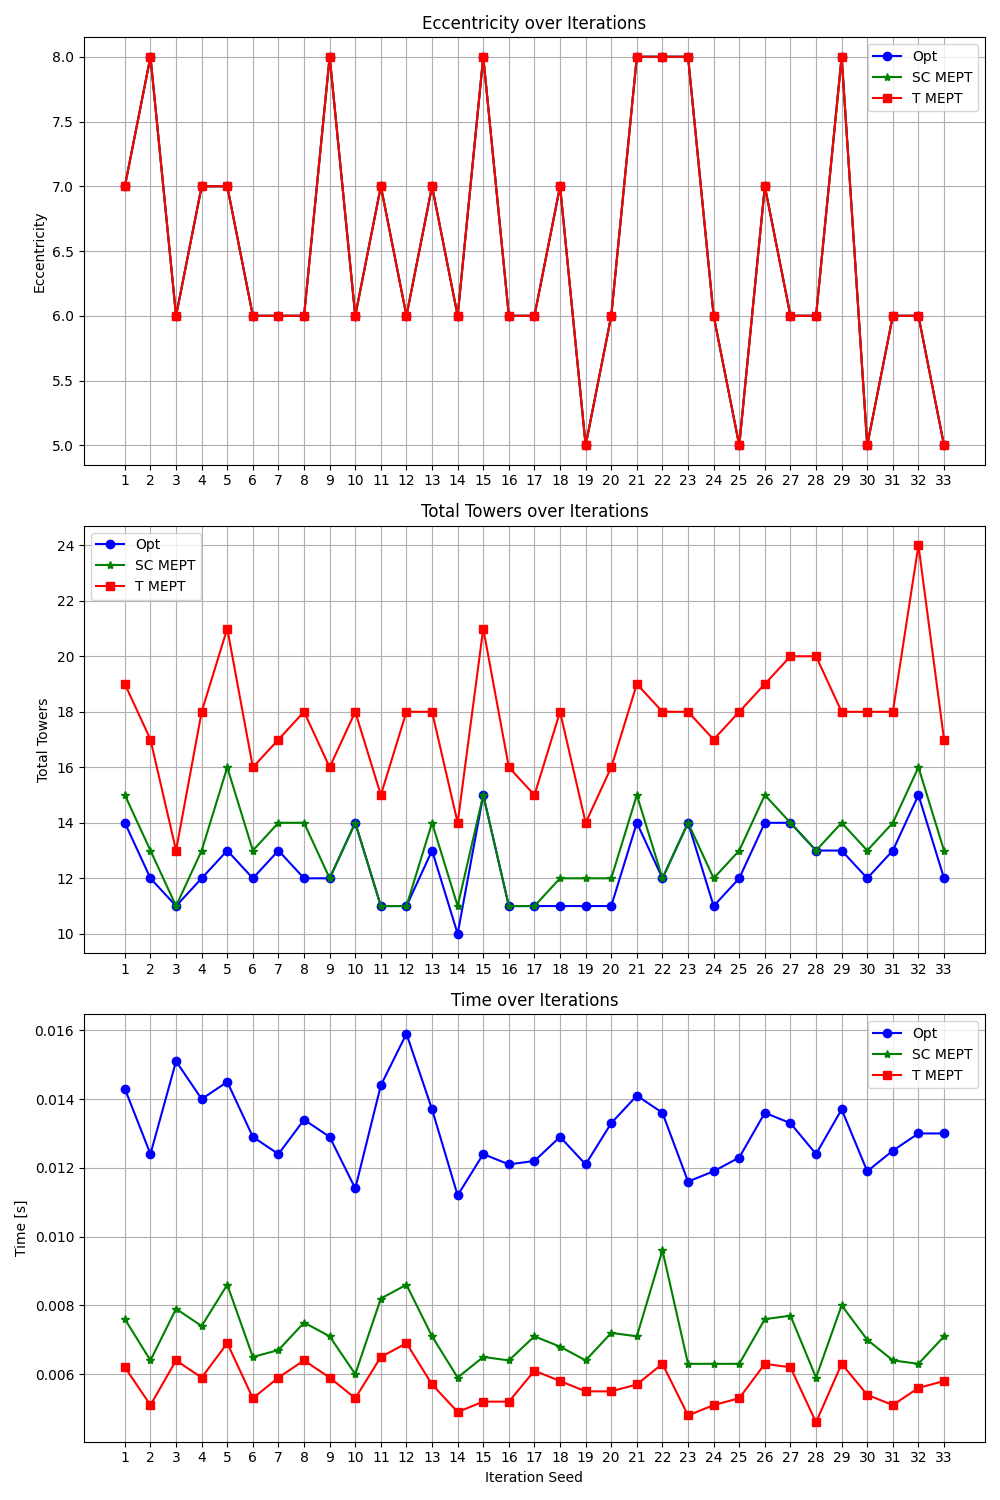 Eccentricity over Iterations
8.0
7.5
7.0
6.5
6.0
5.5
5.0
Eccentricity
Opt
SC MEPT
T MEPT
1 2 3 4 5 6 7 8 9 10 11 12 13 14 15 16 17 18 19 20 21 22 23 24 25 26 27 28 29 30 31 32 33
Total Towers over Iterations
24
22
20
18
16
14
12
10
Total Towers
Opt
SC MEPT
T MEPT
1 2 3 4 5 6 7 8 9 10 11 12 13 14 15 16 17 18 19 20 21 22 23 24 25 26 27 28 29 30 31 32 33
Time over Iterations
0.016
0.014
0.012
0.010
0.008
0.006
Time [s]
Opt
SC MEPT
T MEPT
1 2 3 4 5 6 7 8 9 10 11 12 13 14 15 16 17 18 19 20 21 22 23 24 25 26 27 28 29 30 31 32 33
Iteration Seed